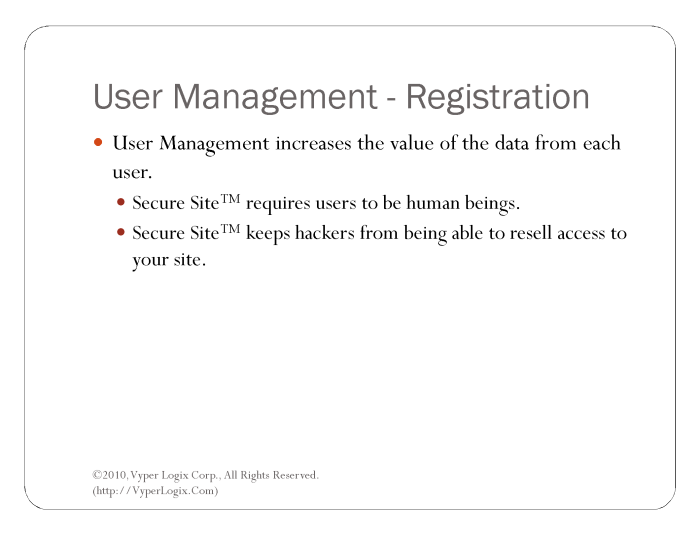 User Management - Registration
• User Management increases the value of the data from each
user.
• Secure Site™ requires users to be human beings.
• Secure Site™ keeps hackers from being able to resell access to
your site.
©2010, Vyper Logix Corp., All Rights Reserved.
(http://VyperLogix.Com)